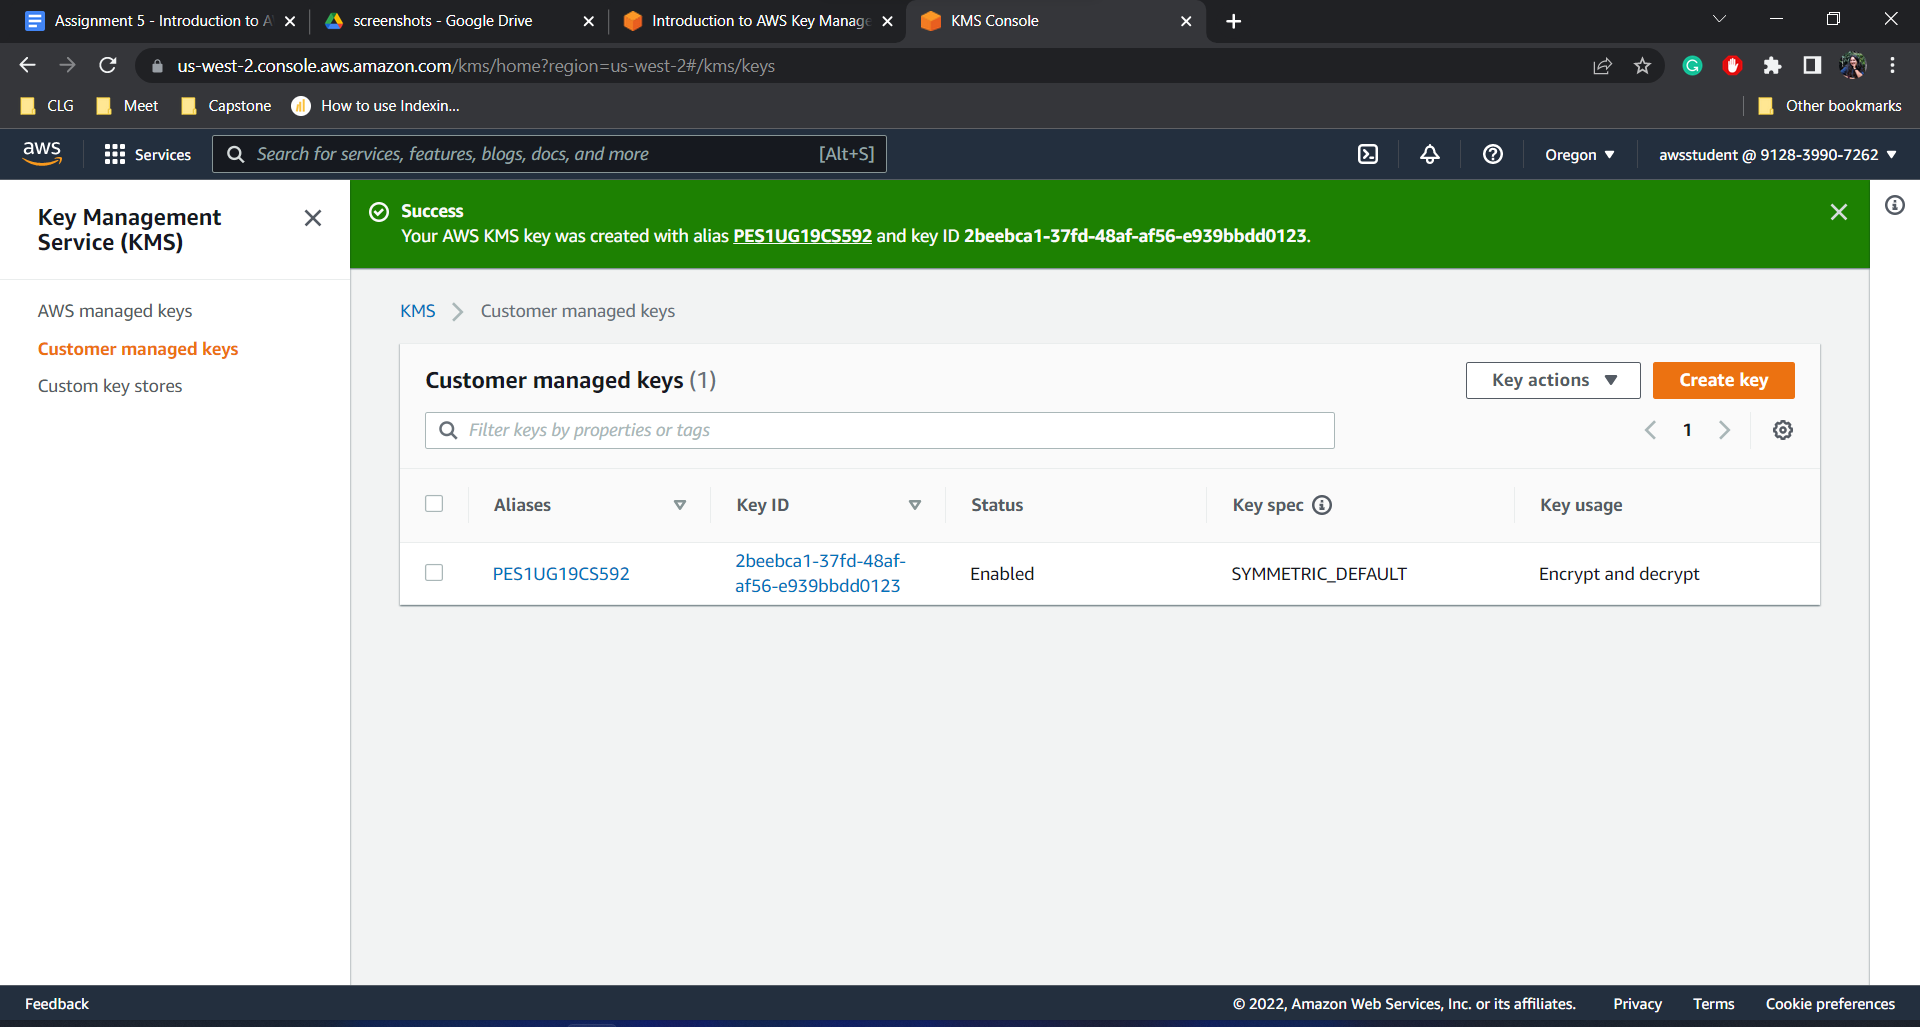 Assignment 5 - Introduction to A
screenshots - Google Drive
Introduction to AWS Key Manage
KMS Console
us-west-2.console.aws.amazon.com/kms/home?region=us-west-2#/kms/keys
CLG
Meet
Capstone
How to use Indexin...
Other bookmarks
aws
Services
Search for services, features, blogs, docs, and more
[Alt+S]
Oregon
awsstudent @ 9128-3990-7262
Key Management
Service (KMS)
AWS managed keys
Customer managed keys
Custom key stores
Success
Your AWS KMS key was created with alias PES1UG19CS592 and key ID 2beebca1-37fd-48af-af56-e939bbdd0123.
KMS
Customer managed keys
Customer managed keys (1)
Key actions
Create key
Filter keys by properties or tags
1
Aliases
Key ID
Status
Key spec
Key usage
PES1UG19CS592
2beebca1-37fd-48af-
af56-e939bbdd0123
Enabled
SYMMETRIC_DEFAULT
Encrypt and decrypt
Feedback
© 2022, Amazon Web Services, Inc. or its affiliates.
Privacy
Terms
Cookie preferences